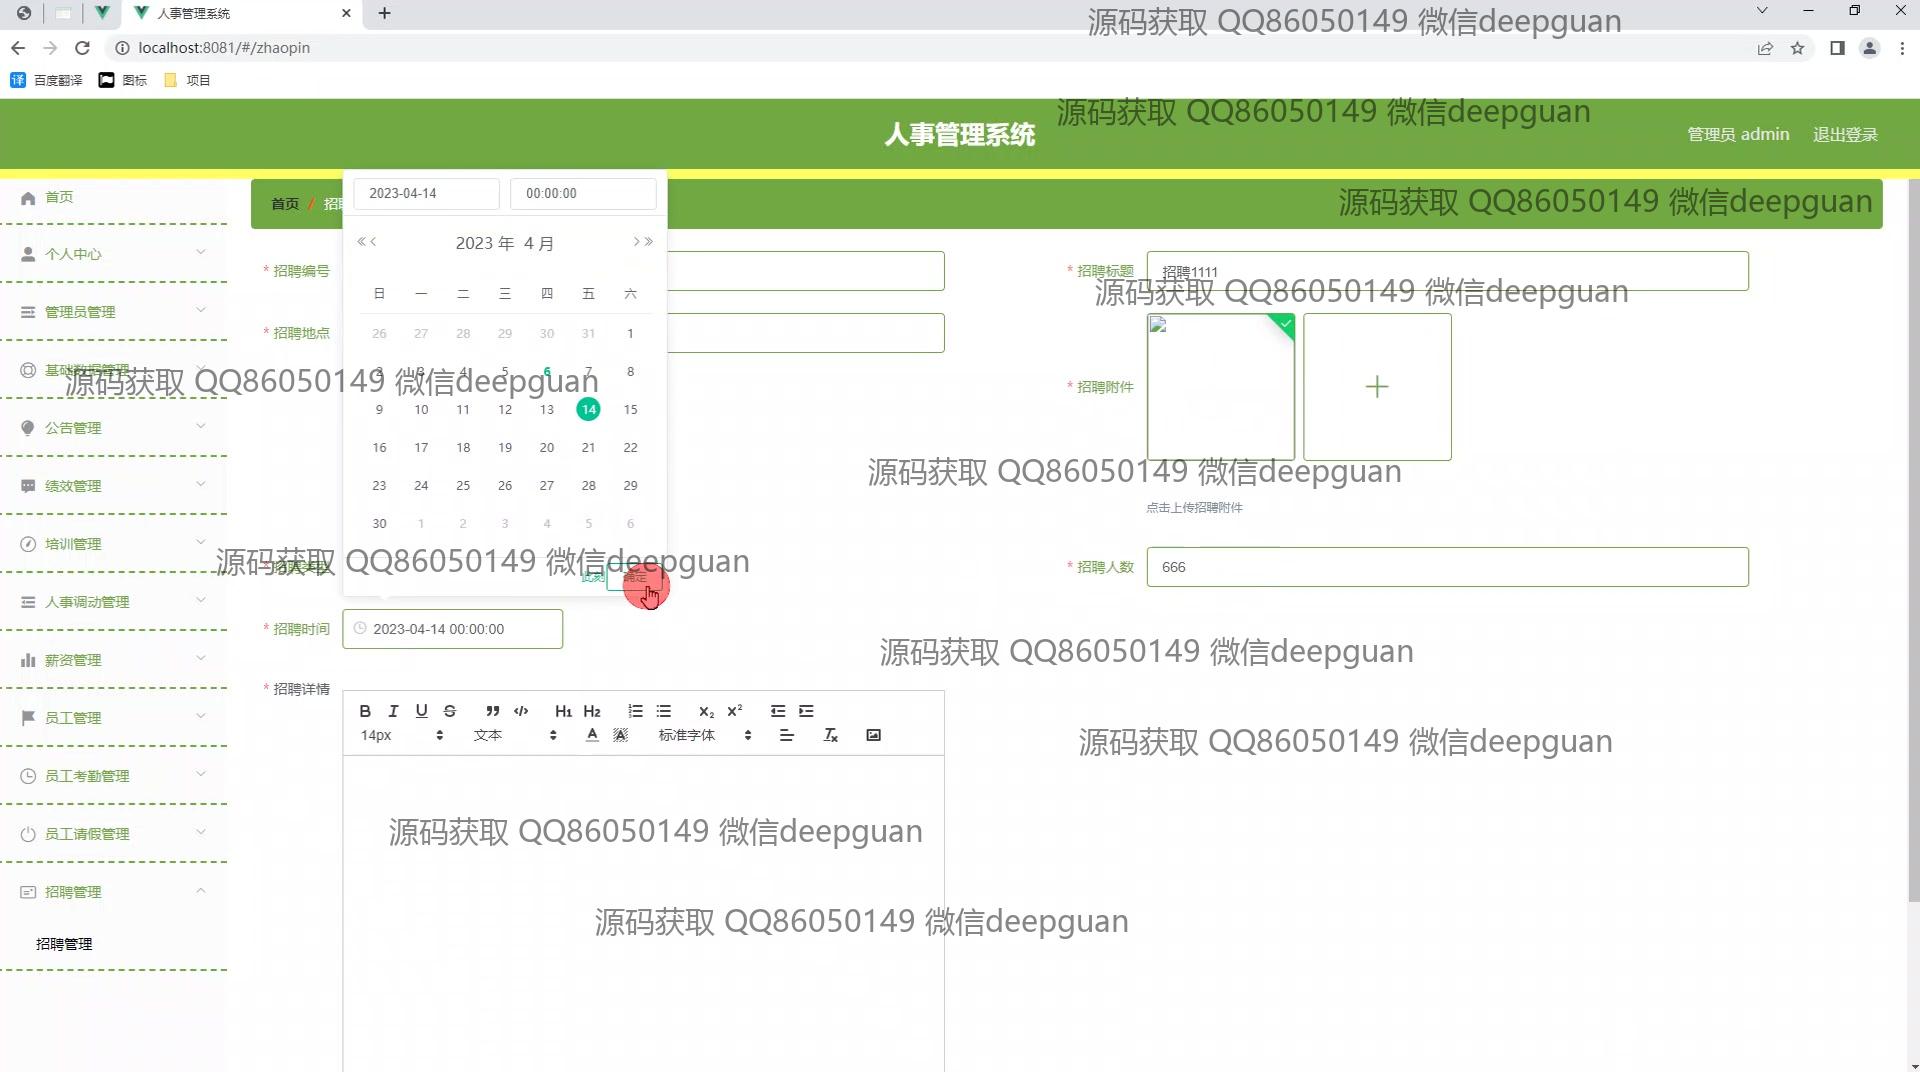 人事管理系统
源码获取 QQ86050149 微信deepguan
localhost:8081/#/zhaopin
百度翻译
图标
项目
人事管理系统
源码获取 QQ86050149 微信deepguan
管理员 admin
退出登录
首页
个人中心
管理员管理
基础数据管理
公告管理
绩效管理
培训管理
人事调动管理
薪资管理
员工管理
员工考勤管理
员工请假管理
招聘管理
招聘管理
首页 / 招聘
源码获取 QQ86050149 微信deepguan
2023-04-14
00:00:00
2023 年 4 月
日 一 二 三 四 五 六
26 27 28 29 30 31 1
2 3 4 5 6 7 8
9 10 11 12 13 14 15
16 17 18 19 20 21 22
23 24 25 26 27 28 29
30 1 2 3 4 5 6
此刻
确定
* 招聘编号
* 招聘标题
招聘1111
源码获取 QQ86050149 微信deepguan
* 招聘地点
* 招聘附件
源码获取 QQ86050149 微信deepguan
源码获取 QQ86050149 微信deepguan
点击上传招聘附件
* 招聘类型
源码获取 QQ86050149 微信deepguan
* 招聘人数
666
* 招聘时间
2023-04-14 00:00:00
源码获取 QQ86050149 微信deepguan
* 招聘详情
B I U S H1 H2 X2 X2
14px 文本 A A 标准字体 Tx
源码获取 QQ86050149 微信deepguan
源码获取 QQ86050149 微信deepguan
源码获取 QQ86050149 微信deepguan